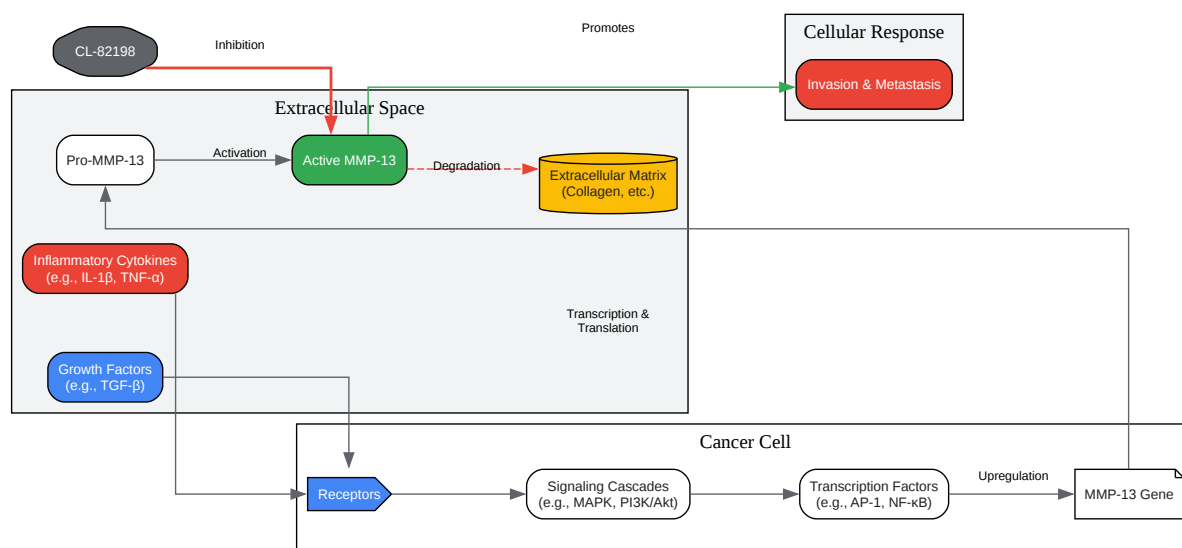 CL-82198
Inhibition
Promotes
Cellular Response
Invasion & Metastasis
Extracellular Space
Pro-MMP-13
Activation
Active MMP-13
Degradation
Extracellular Matrix
(Collagen, etc.)
Inflammatory Cytokines
(e.g., IL-1β, TNF-α)
Transcription &
Translation
Growth Factors
(e.g., TGF-β)
Cancer Cell
Receptors
Signaling Cascades
(e.g., MAPK, PI3K/Akt)
Transcription Factors
(e.g., AP-1, NF-κB)
Upregulation
MMP-13 Gene